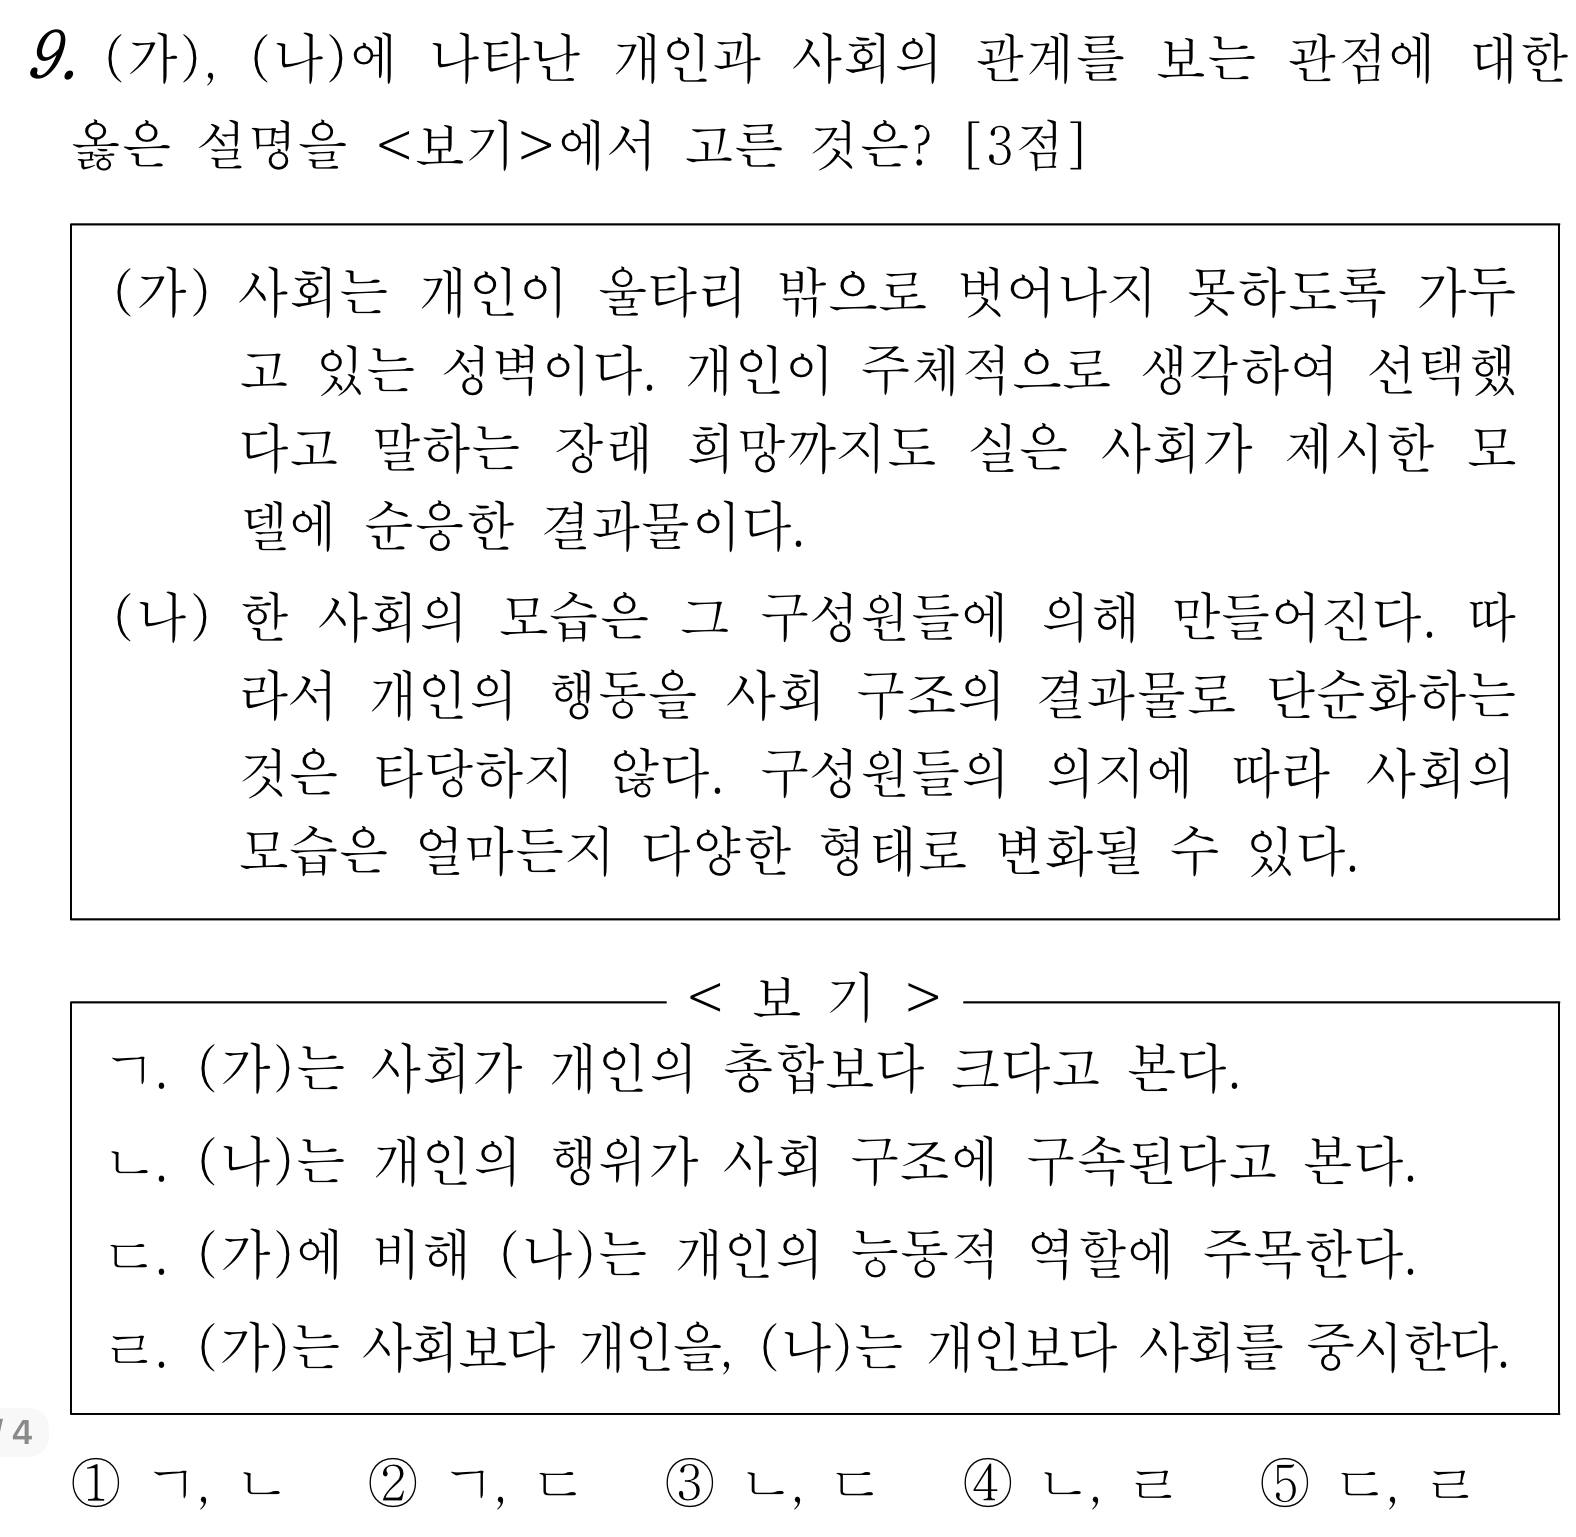 9. (가), (나)에 나타난 개인과 사회의 관계를 보는 관점에 대한
옳은 설명을 <보기>에서 고른 것은? [3점]
(가) 사회는 개인이 울타리 밖으로 벗어나지 못하도록 가두
고 있는 성벽이다. 개인이 주체적으로 생각하여 선택했
다고 말하는 장래 희망까지도 실은 사회가 제시한 모
델에 순응한 결과물이다.
(나) 한 사회의 모습은 그 구성원들에 의해 만들어진다. 따
라서 개인의 행동을 사회 구조의 결과물로 단순화하는
것은 타당하지 않다. 구성원들의 의지에 따라 사회의
모습은 얼마든지 다양한 형태로 변화될 수 있다.
< 보 기 >
ㄱ. (가)는 사회가 개인의 총합보다 크다고 본다.
ㄴ. (나)는 개인의 행위가 사회 구조에 구속된다고 본다.
ㄷ. (가)에 비해 (나)는 개인의 능동적 역할에 주목한다.
ㄹ. (가)는 사회보다 개인을, (나)는 개인보다 사회를 중시한다.
/ 4
① ㄱ, ㄴ ② ㄱ, ㄷ ③ ㄴ, ㄷ ④ ㄴ, ㄹ ⑤ ㄷ, ㄹ